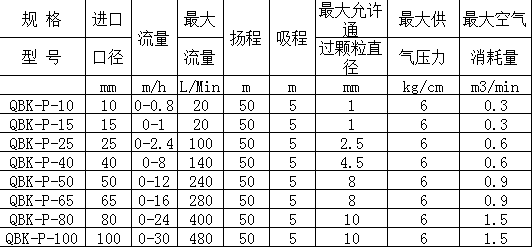 规 格 进口 流量 最大 扬程 吸程 最大允许通 最大供 最大空气
型 号 口径 流量 过颗粒直径 气压力 消耗量
mm m/h L/Min m m mm kg/cm m3/min
QBK-P-10 10 0-0.8 20 50 5 1 6 0.3
QBK-P-15 15 0-1 20 50 5 1 6 0.3
QBK-P-25 25 0-2.4 100 50 5 2.5 6 0.6
QBK-P-40 40 0-8 140 50 5 4.5 6 0.6
QBK-P-50 50 0-12 240 50 5 8 6 0.9
QBK-P-65 65 0-16 280 50 5 8 6 0.9
QBK-P-80 80 0-24 400 50 5 10 6 1.5
QBK-P-100 100 0-30 480 50 5 10 6 1.5